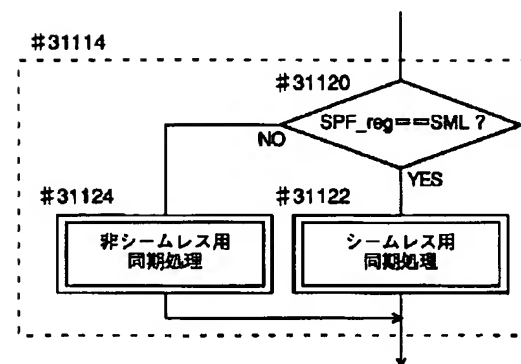 #31114
#31120
SPF_reg==SML ?
NO
YES
#31124
#31122
非シームレス用
同期処理
シームレス用
同期処理